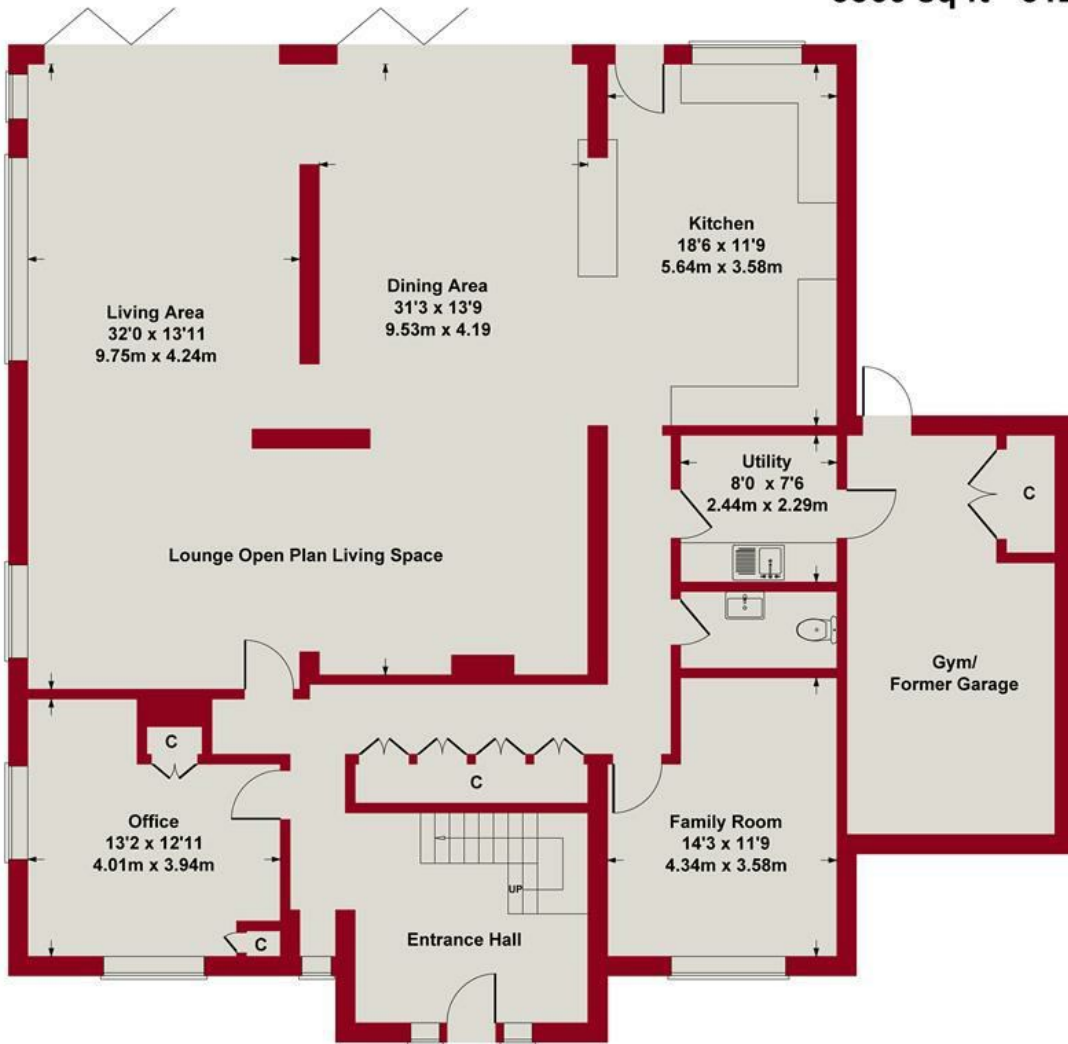 Kitchen
18'6 x 11'9
5.64m x 3.58m
Dining Area
31'3 x 13'9
9.53m x 4.19
Living Area
32'0 x 13'11
9.75m x 4.24m
Utility
8'0 x 7'6
2.44m x 2.29m
C
Lounge Open Plan Living Space
Gym/
Former Garage
C
C
Office
13'2 x 12'11
4.01m x 3.94m
Family Room
14'3 x 11'9
4.34m x 3.58m
UP
Entrance Hall
C